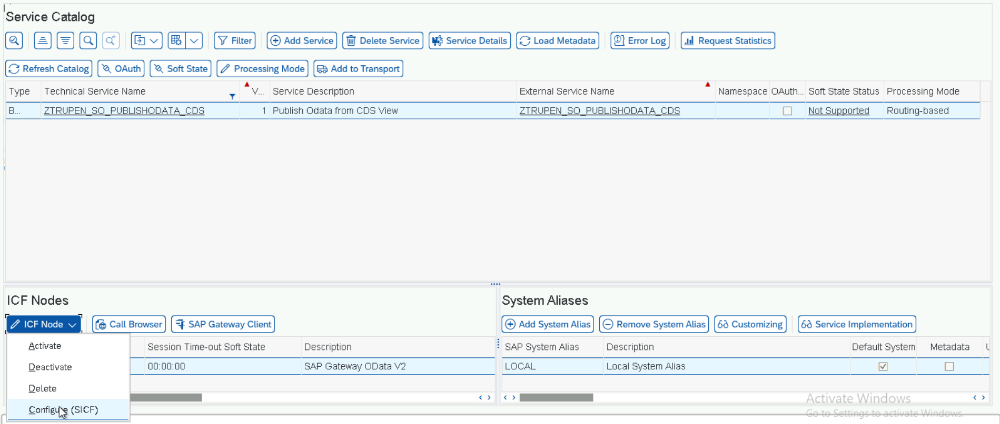 Service Catalog
Filter Add Service Delete Service Service Details Load Metadata Error Log Request Statistics
Refresh Catalog OAuth Soft State Processing Mode Add to Transport
Type Technical Service Name V... Service Description External Service Name Namespace OAuth... Soft State Status Processing Mode
B... ZTRUPEN_SO_PUBLISHODATA_CDS 1 Publish Odata from CDS View ZTRUPEN_SO_PUBLISHODATA_CDS Not Supported Routing-based
ICF Nodes
ICF Node Call Browser SAP Gateway Client
Activate
Deactivate
Delete
Configure (SICF)
Session Time-out Soft State Description
00:00:00 SAP Gateway OData V2
System Aliases
Add System Alias Remove System Alias Customizing Service Implementation
SAP System Alias Description Default System Metadata
LOCAL Local System Alias
Activate Windows
Go to Settings to activate Windows.